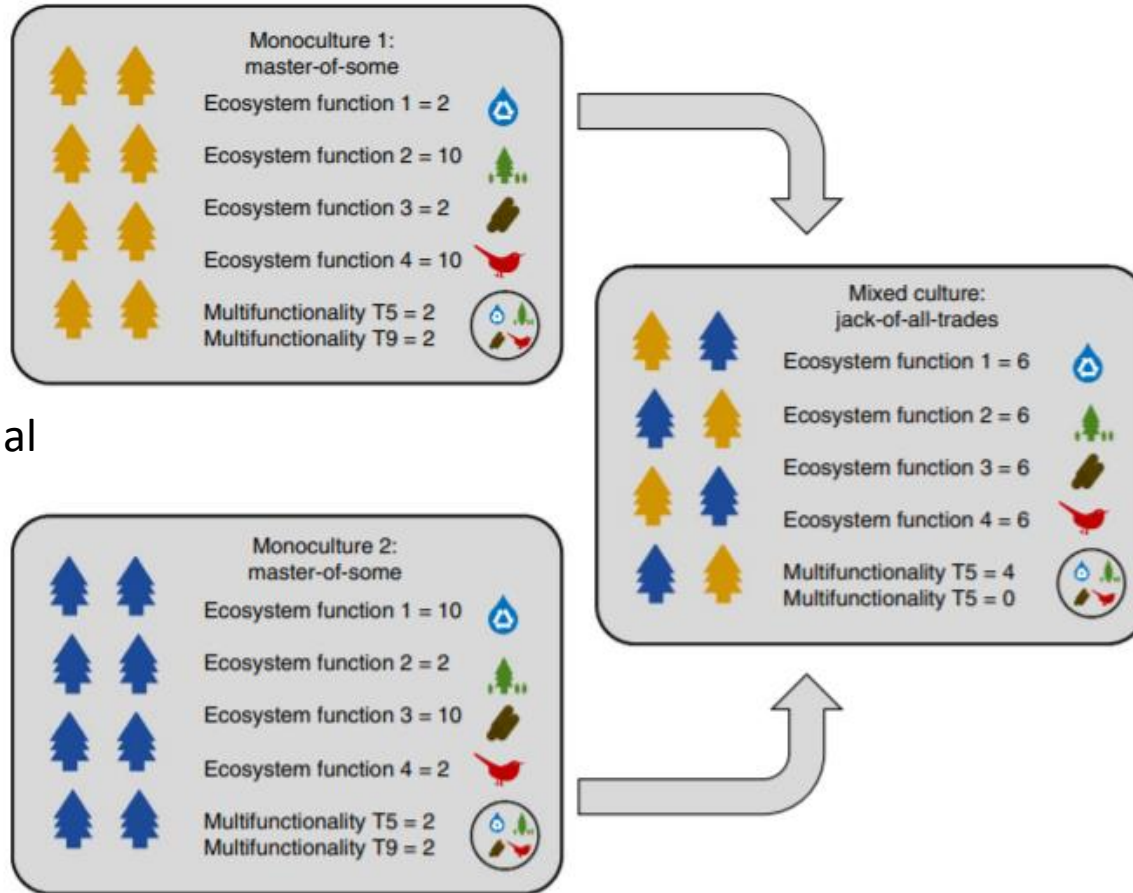 Monoculture 1:
master-of-some
Ecosystem function 1 = 2
Ecosystem function 2 = 10
Ecosystem function 3 = 2
Ecosystem function 4 = 10
Multifunctionality T5 = 2
Multifunctionality T9 = 2
al
Monoculture 2:
master-of-some
Ecosystem function 1 = 10
Ecosystem function 2 = 2
Ecosystem function 3 = 10
Ecosystem function 4 = 2
Multifunctionality T5 = 2
Multifunctionality T9 = 2
Mixed culture:
jack-of-all-trades
Ecosystem function 1 = 6
Ecosystem function 2 = 6
Ecosystem function 3 = 6
Ecosystem function 4 = 6
Multifunctionality T5 = 4
Multifunctionality T5 = 0